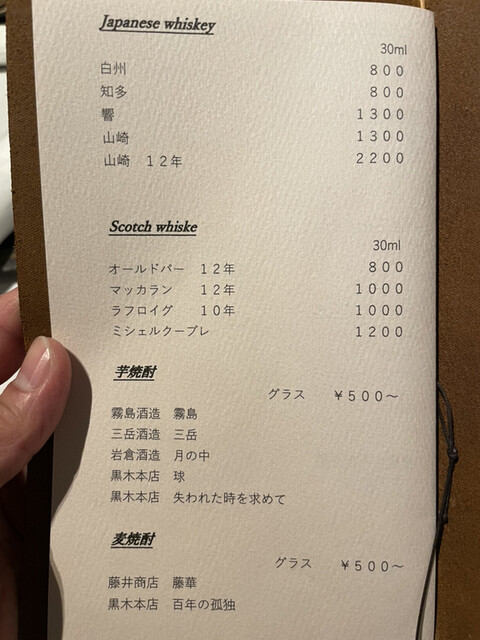 Japanese whiskey
30ml
白州 800
知多 800
響 1300
山崎 1300
山崎 12年 2200
Scotch whiske
30ml
オールドパー 12年 800
マッカラン 12年 1000
ラフロイグ 10年 1000
ミシェルクーブレ 1200
芋焼酎
グラス ¥500～
霧島酒造 霧島
三岳酒造 三岳
岩倉酒造 月の中
黒木本店 球
黒木本店 失われた時を求めて
麦焼酎
グラス ¥500～
藤井商店 藤華
黒木本店 百年の孤独